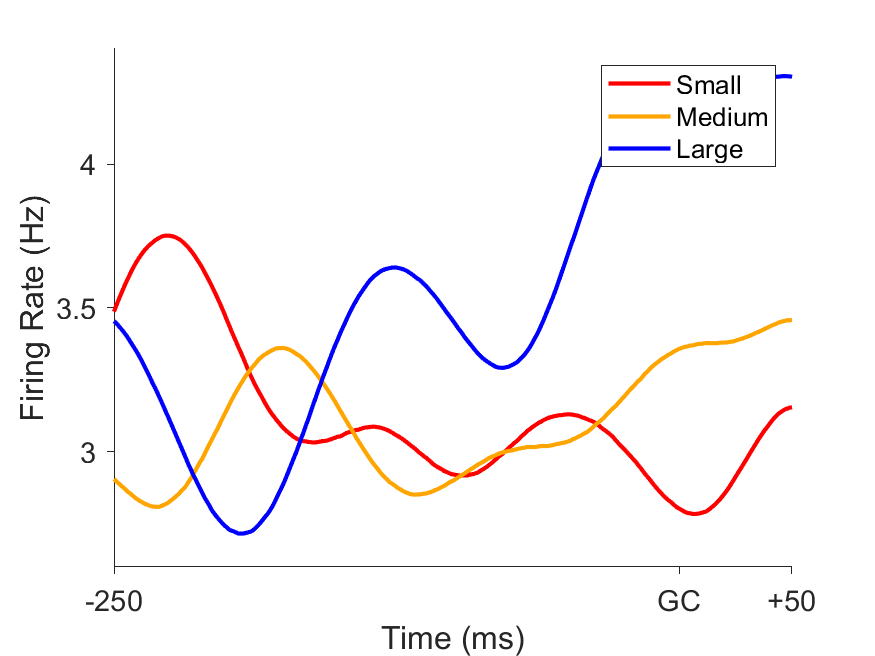 Small
Medium
Large
4
3.5
3
Firing Rate (Hz)
-250
GC
+50
Time (ms)